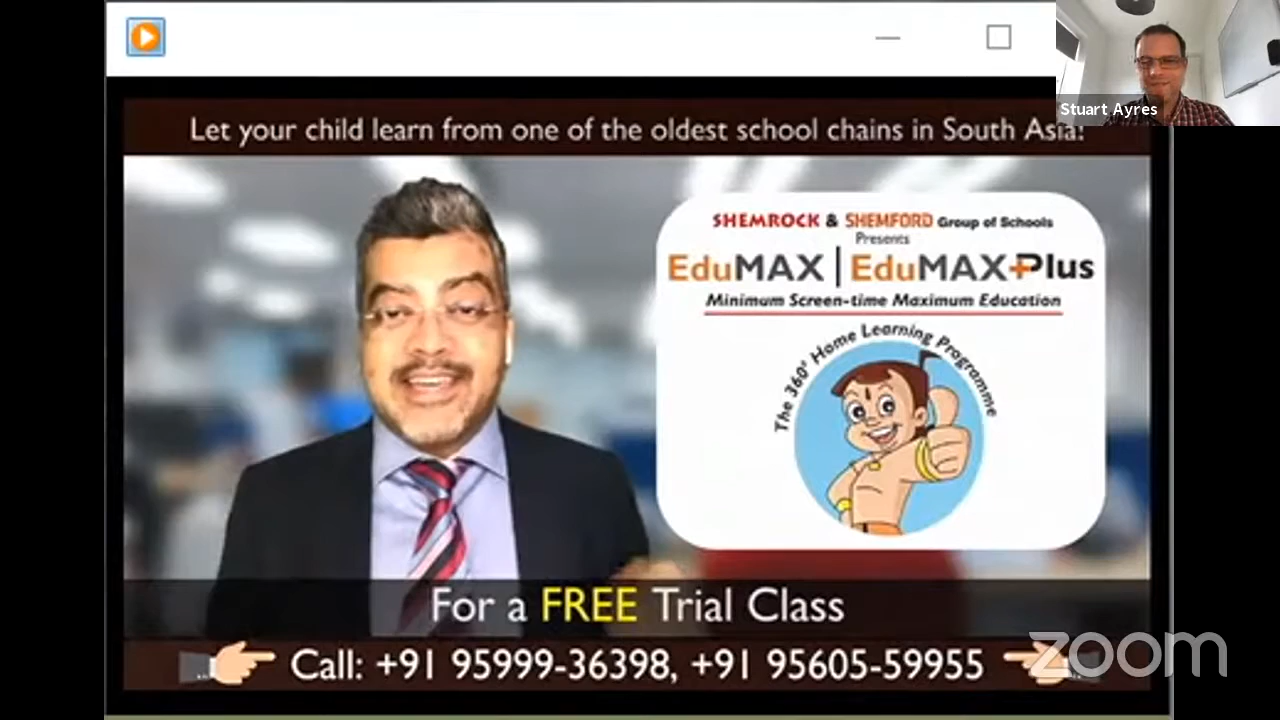 Stuart Ayres
Let your child learn from one of the oldest school chains in South Asia!
SHEMROCK & SHEMFORD Group of Schools
Presents
EduMAX | EduMAX+Plus
Minimum Screen-time Maximum Education
The 360° Home Learning Programme
For a FREE Trial Class
Call: +91 95999-36398, +91 95605-59955
zoom